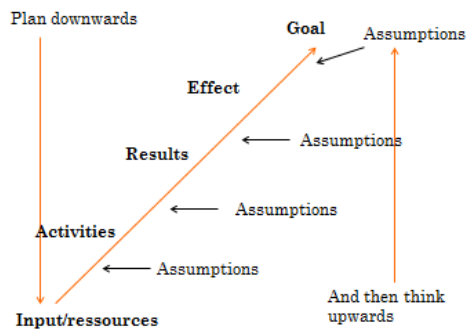 Plan downwards
Goal
Assumptions
Effect
Assumptions
Results
Assumptions
Activities
Assumptions
And then think
upwards
Input/ressources